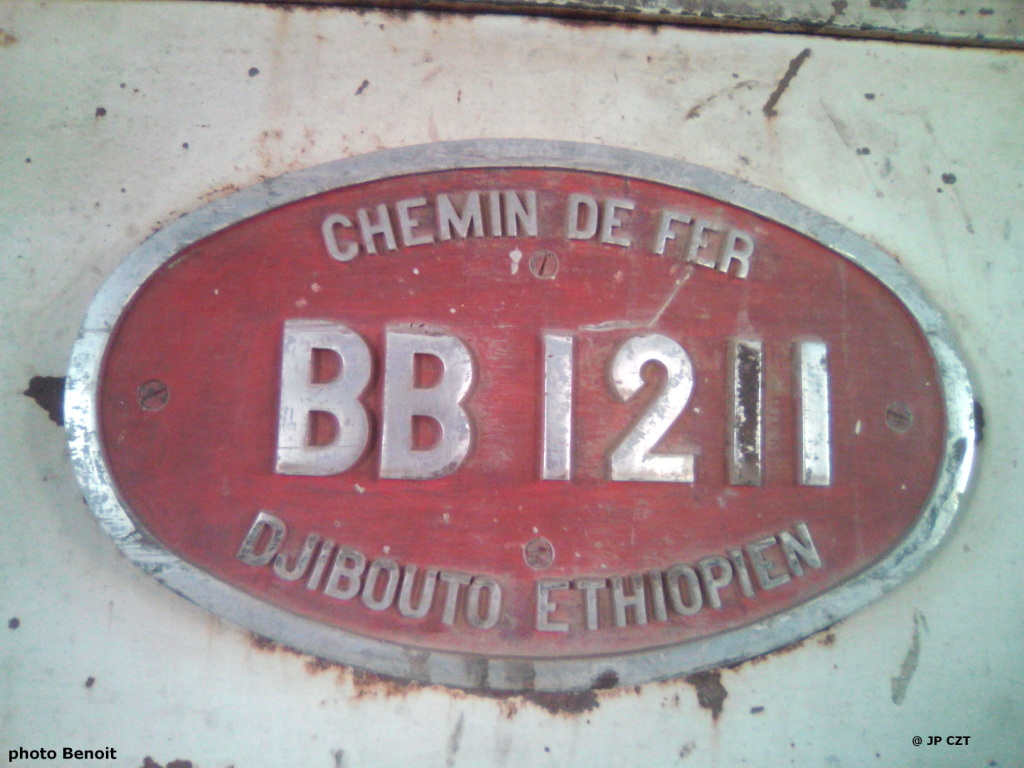 CHEMIN DE FER
BB 1211
DJIBOUTO ETHIOPIEN
photo Benoit
@ JP CZT